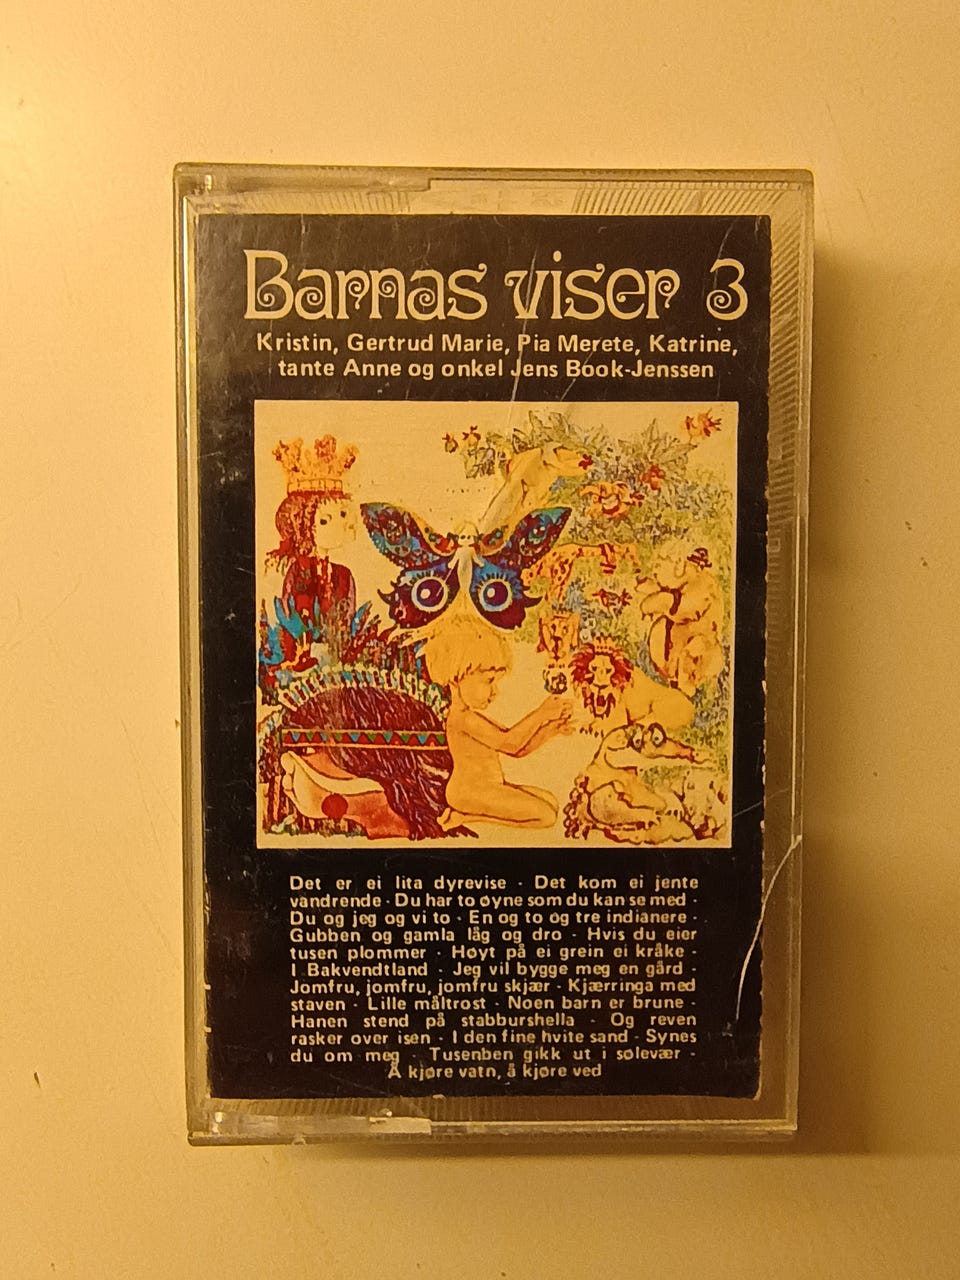 Barnas viser 3
Kristin, Gertrud Marie, Pia Merete, Katrine,
tante Anne og onkel Jens Book-Jenssen
Det er ei lita dyrevise · Det kom ei jente
vandrende · Du har to øyne som du kan se med ·
Du og jeg og vi to · En og to og tre indianere ·
Gubben og gamla låg og dro · Hvis du eier
tusen plommer · Høyt på ei grein ei kråke ·
I Bakvendtland · Jeg vil bygge meg en gård ·
Jomfru, jomfru, jomfru skjær · Kjærringa med
staven · Lille måltrost · Noen barn er brune ·
Hanen stend på stabburshella · Og reven
rasker over isen · I den fine hvite sand · Synes
du om meg · Tusenben gikk ut i sølevær ·
Å kjøre vatn, å kjøre ved